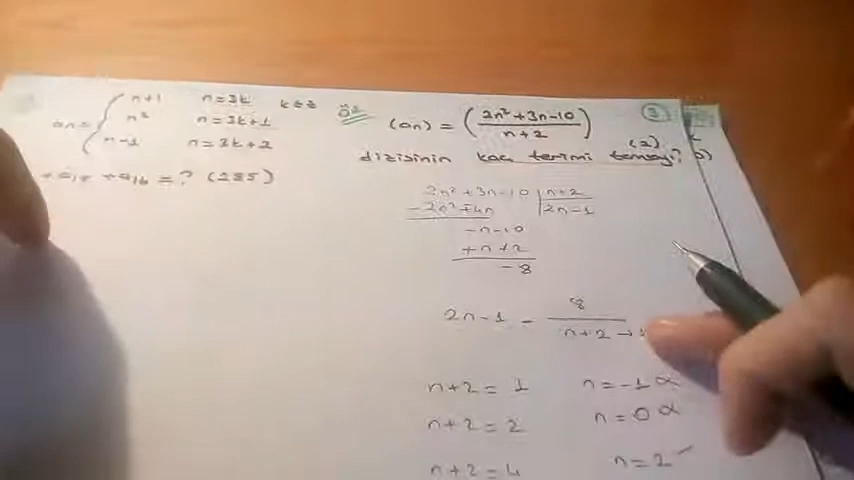 an = { n+1 n=3k k∈z
n² n=3k+1
n-1 n=3k+2
+a₁₆ = ? (285)
ÖR (an) = ( 2n²+3n-10 / n+2 )
dizisinin kaç terimi tamsayı? (2)
2n²+3n-10 | n+2
-2n²+4n | 2n-1
-n-10
+n+2
-8
2n-1 - 8 / n+2 →
n+2 = 1 n=-1 α
n+2 = 2 n=0 α
n+2 = 4 n=2 ✓